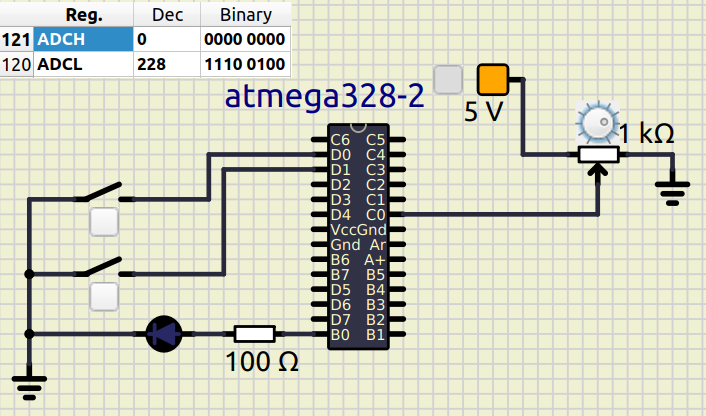 Reg. Dec Binary
121 ADCH 0 0000 0000
120 ADCL 228 1110 0100
atmega328-2
5 V
1 kΩ
C6 C5
D0 C4
D1 C3
D2 C2
D3 C1
D4 C0
Vcc Gnd
Gnd Ar
B6 A+
B7 B5
D5 B4
D6 B3
D7 B2
B0 B1
100 Ω